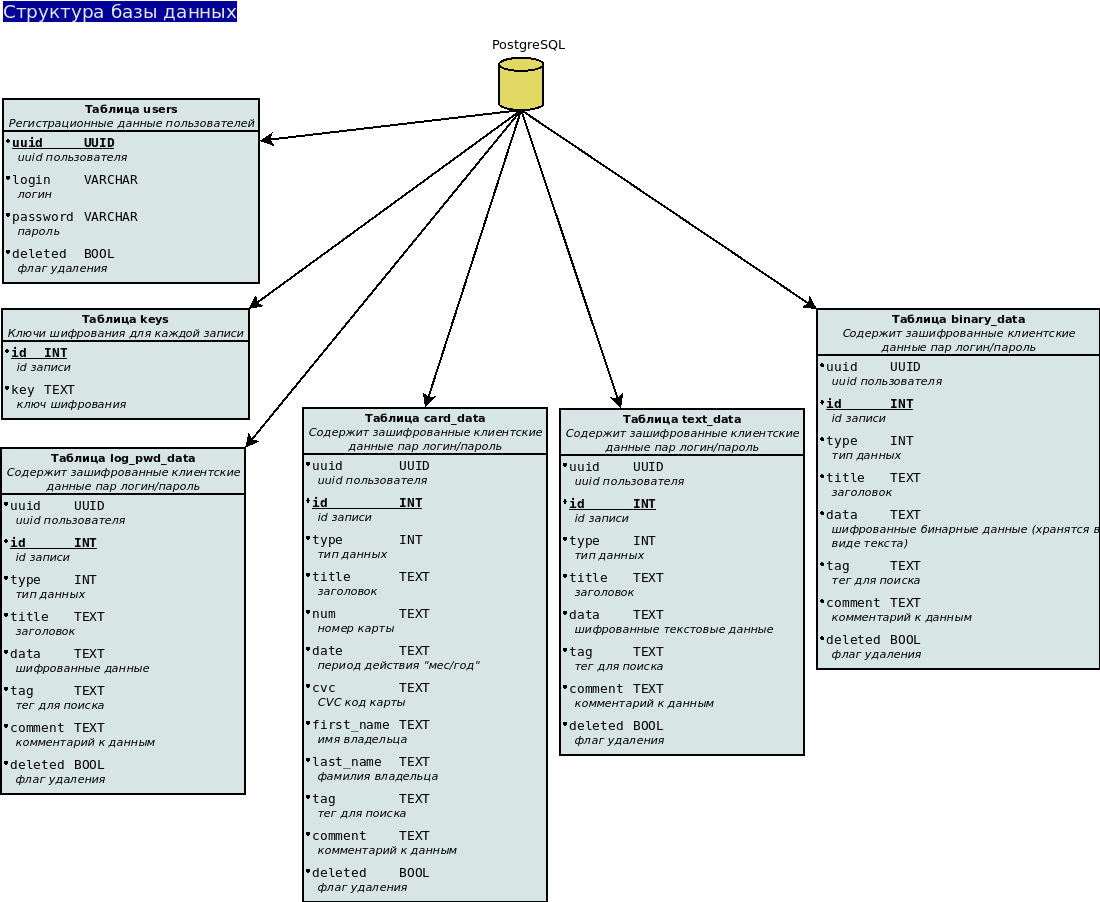 Структура базы данных
PostgreSQL
Таблица users
Регистрационные данные пользователей
uuid UUID
uuid пользователя
login VARCHAR
логин
password VARCHAR
пароль
deleted BOOL
флаг удаления
Таблица keys
Ключи шифрования для каждой записи
id INT
id записи
key TEXT
ключ шифрования
Таблица log_pwd_data
Содержит зашифрованные клиентские
данные пар логин/пароль
uuid UUID
uuid пользователя
id INT
id записи
type INT
тип данных
title TEXT
заголовок
data TEXT
шифрованные данные
tag TEXT
тег для поиска
comment TEXT
комментарий к данным
deleted BOOL
флаг удаления
Таблица card_data
Содержит зашифрованные клиентские
данные пар логин/пароль
uuid UUID
uuid пользователя
id INT
id записи
type INT
тип данных
title TEXT
заголовок
num TEXT
номер карты
date TEXT
период действия "мес/год"
cvc TEXT
CVC код карты
first_name TEXT
имя владельца
last_name TEXT
фамилия владельца
tag TEXT
тег для поиска
comment TEXT
комментарий к данным
deleted BOOL
флаг удаления
Таблица text_data
Содержит зашифрованные клиентские
данные пар логин/пароль
uuid UUID
uuid пользователя
id INT
id записи
type INT
тип данных
title TEXT
заголовок
data TEXT
шифрованные текстовые данные
tag TEXT
тег для поиска
comment TEXT
комментарий к данным
deleted BOOL
флаг удаления
Таблица binary_data
Содержит зашифрованные клиентские
данные пар логин/пароль
uuid UUID
uuid пользователя
id INT
id записи
type INT
тип данных
title TEXT
заголовок
data TEXT
шифрованные бинарные данные (хранятся в
виде текста)
tag TEXT
тег для поиска
comment TEXT
комментарий к данным
deleted BOOL
флаг удаления